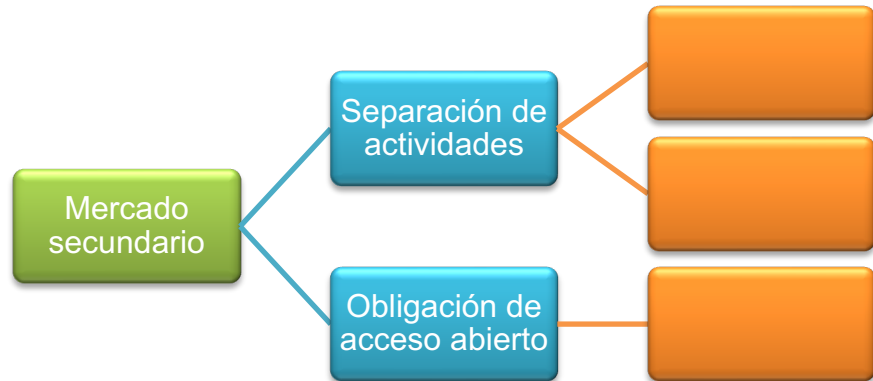 Separación de
actividades
Mercado
secundario
Obligación de
acceso abierto